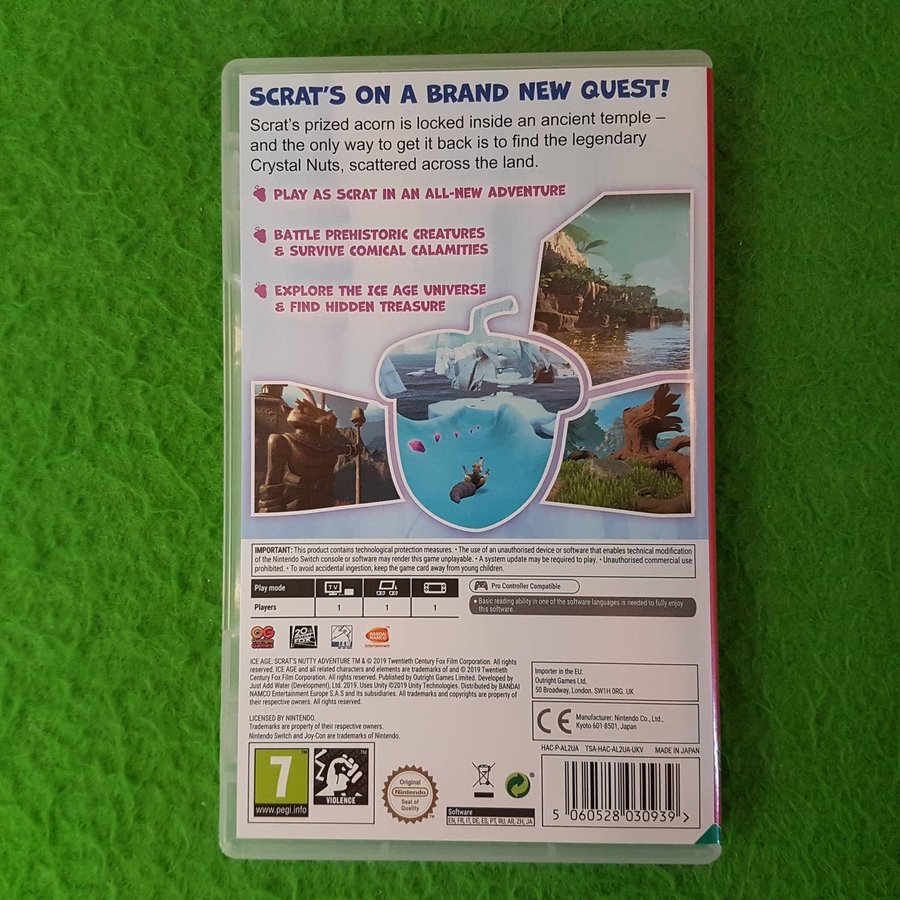 SCRAT'S ON A BRAND NEW QUEST!
Scrat's prized acorn is locked inside an ancient temple –
and the only way to get it back is to find the legendary
Crystal Nuts, scattered across the land.
PLAY AS SCRAT IN AN ALL-NEW ADVENTURE
BATTLE PREHISTORIC CREATURES
& SURVIVE COMICAL CALAMITIES
EXPLORE THE ICE AGE UNIVERSE
& FIND HIDDEN TREASURE
IMPORTANT: This product contains technological protection measures. • The use of an unauthorised device or software that enables technical modification
of the Nintendo Switch console or software may render this game unplayable. • A system update may be required to play. • Unauthorised commercial use
prohibited. • To avoid accidental ingestion, keep the game card away from young children.
Play mode
TV
Players
1
1
1
Pro Controller Compatible
• Basic reading ability in one of the software languages is needed to fully enjoy
this software.
OG
OUTRIGHT GAMES
20th CENTURY FOX
BANDAI
NAMCO
Entertainment
ICE AGE: SCRAT'S NUTTY ADVENTURE TM & © 2019 Twentieth Century Fox Film Corporation. All rights
reserved. ICE AGE and all related characters and elements are trademarks of and © 2019 Twentieth
Century Fox Film Corporation. All rights reserved. Published by Outright Games Limited. Developed by
Just Add Water (Development), Ltd. 2019. Uses Unity ©2019 Unity Technologies. Distributed by BANDAI
NAMCO Entertainment Europe S.A.S and its subsidiaries. All trademarks and copyrights are property of
their respective owners. All rights reserved.
LICENSED BY NINTENDO.
Trademarks are property of their respective owners.
Nintendo Switch and Joy-Con are trademarks of Nintendo.
Importer in the EU:
Outright Games Ltd.
50 Broadway, London, SW1H 0RG. UK
CE
Manufacturer: Nintendo Co., Ltd.,
Kyoto 601-8501, Japan
HAC-P-AL2UA TSA-HAC-AL2UA-UKV MADE IN JAPAN
7
www.pegi.info
VIOLENCE
Original
Nintendo
Seal of
Quality
TM
Software
EN, FR, IT, DE, ES, PT, RU, AR, ZH, JA
5 060528 030939 >